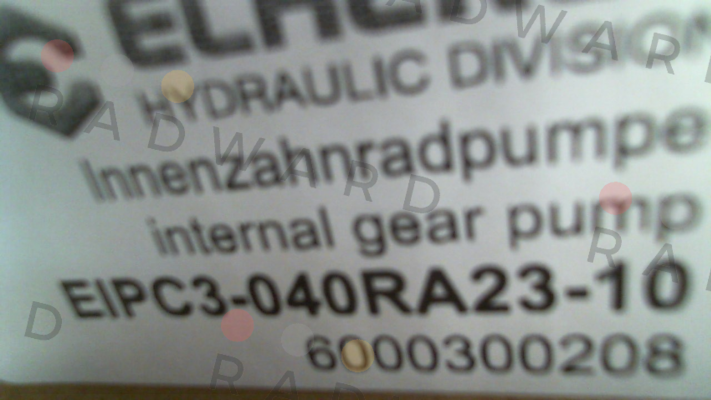 HYDRAULIC DIVISION
Innenzahnradpumpe
internal gear pump
EIPC3-040RA23-10
6000300208